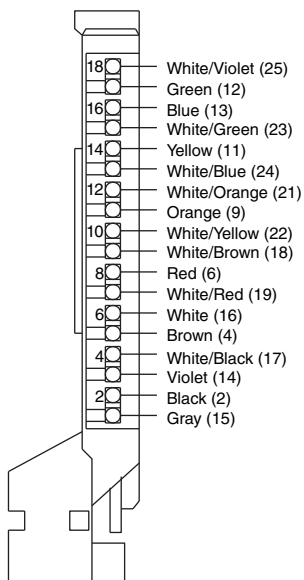 18 White/Violet (25)
Green (12)
16 Blue (13)
White/Green (23)
14 Yellow (11)
White/Blue (24)
12 White/Orange (21)
Orange (9)
10 White/Yellow (22)
White/Brown (18)
8 Red (6)
White/Red (19)
6 White (16)
Brown (4)
4 White/Black (17)
Violet (14)
2 Black (2)
Gray (15)